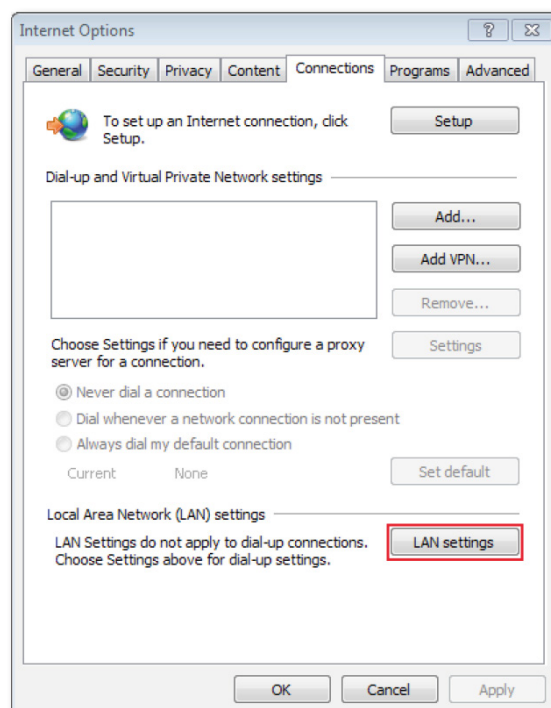 Internet Options
General Security Privacy Content Connections Programs Advanced
To set up an Internet connection, click
Setup.
Setup
Dial-up and Virtual Private Network settings
Add...
Add VPN...
Remove...
Choose Settings if you need to configure a proxy
server for a connection.
Settings
Never dial a connection
Dial whenever a network connection is not present
Always dial my default connection
Current None Set default
Local Area Network (LAN) settings
LAN Settings do not apply to dial-up connections.
Choose Settings above for dial-up settings.
LAN settings
OK Cancel Apply